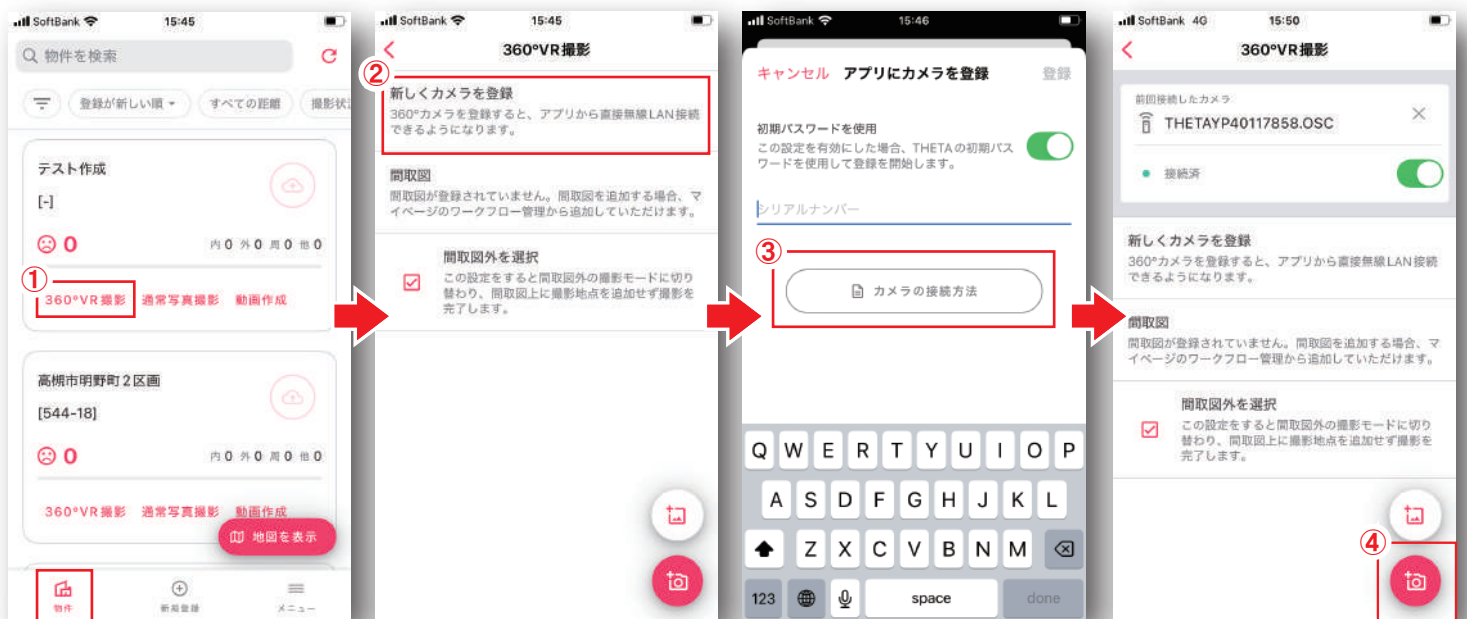 SoftBank 15:45
物件を検索
登録が新しい順 すべての距離 撮影状
テスト作成
[-]
0 内 0 外 0 周 0 他 0
①
360°VR撮影 通常写真撮影 動画作成
高槻市明野町2区画
[544-18]
0 内 0 外 0 周 0 他 0
360°VR撮影 通常写真撮影 動画作成
地図を表示
物件 新規登録 メニュー
SoftBank 15:45
360°VR撮影
②
新しくカメラを登録
360°カメラを登録すると、アプリから直接無線LAN接続
できるようになります。
間取図
間取図が登録されていません。間取図を追加する場合、マ
イページのワークフロー管理から追加していただけます。
間取図外を選択
この設定をすると間取図外の撮影モードに切り
替わり、間取図上に撮影地点を追加せず撮影を
完了します。
SoftBank 15:46
キャンセル アプリにカメラを登録 登録
初期パスワードを使用
この設定を有効にした場合、THETAの初期パス
ワードを使用して登録を開始します。
シリアルナンバー
③
カメラの接続方法
Q W E R T Y U I O P
A S D F G H J K L
Z X C V B N M
123 space done
SoftBank 4G 15:50
360°VR撮影
前回接続したカメラ
THETAYP40117858.OSC
接続済
新しくカメラを登録
360°カメラを登録すると、アプリから直接無線LAN接続
できるようになります。
間取図
間取図が登録されていません。間取図を追加する場合、マ
イページのワークフロー管理から追加していただけます。
間取図外を選択
この設定をすると間取図外の撮影モードに切り
替わり、間取図上に撮影地点を追加せず撮影を
完了します。
④